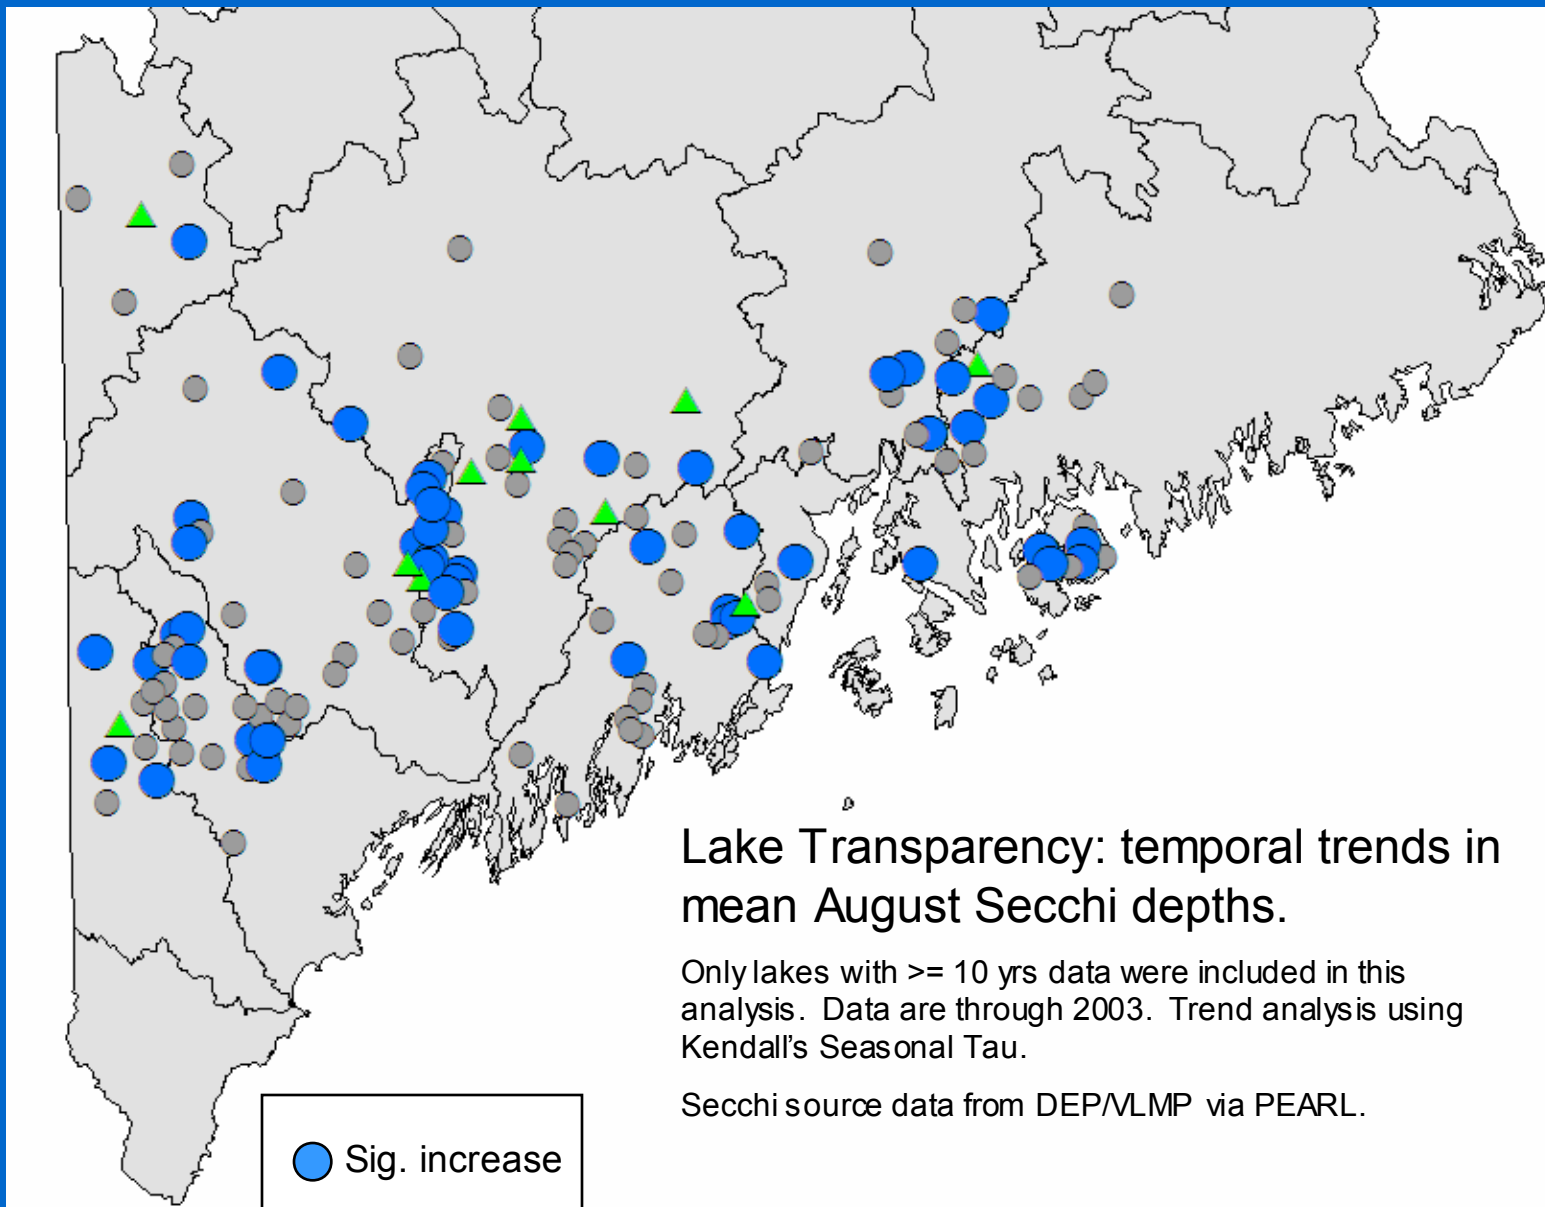 Lake Transparency: temporal trends in
mean August Secchi depths.
Only lakes with >= 10 yrs data were included in this
analysis. Data are through 2003. Trend analysis using
Kendall's Seasonal Tau.
Secchi source data from DEP/VLMP via PEARL.
Sig. increase